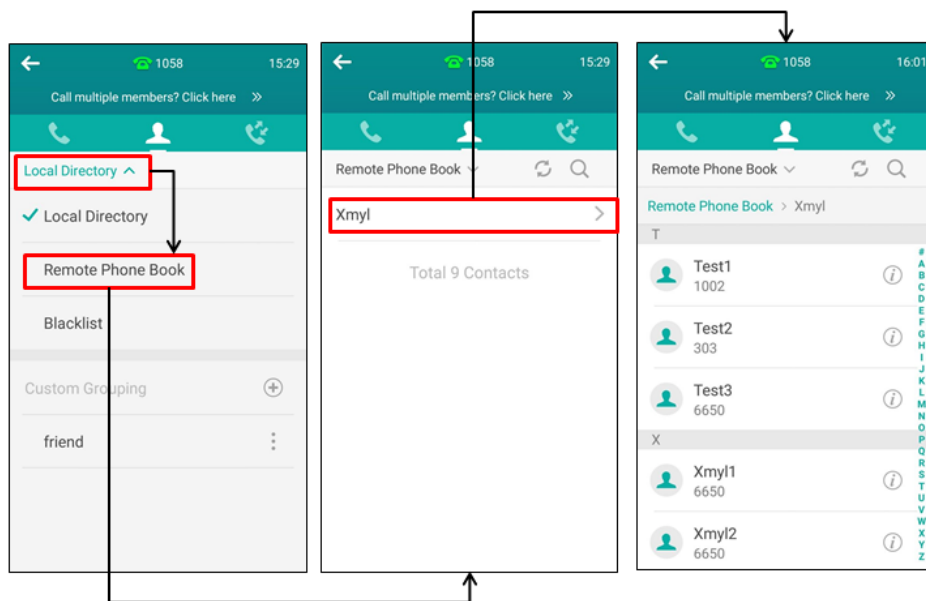 1058 15:29
Call multiple members? Click here »
Local Directory
Local Directory
Remote Phone Book
Blacklist
Custom Grouping
friend
1058 15:29
Call multiple members? Click here »
Remote Phone Book
Xmyl
Total 9 Contacts
1058 16:01
Call multiple members? Click here »
Remote Phone Book
Remote Phone Book > Xmyl
T
Test1
1002
Test2
303
Test3
6650
X
Xmyl1
6650
Xmyl2
6650
#
A
B
C
D
E
F
G
H
I
J
K
L
M
N
O
P
Q
R
S
T
U
V
W
X
Y
Z